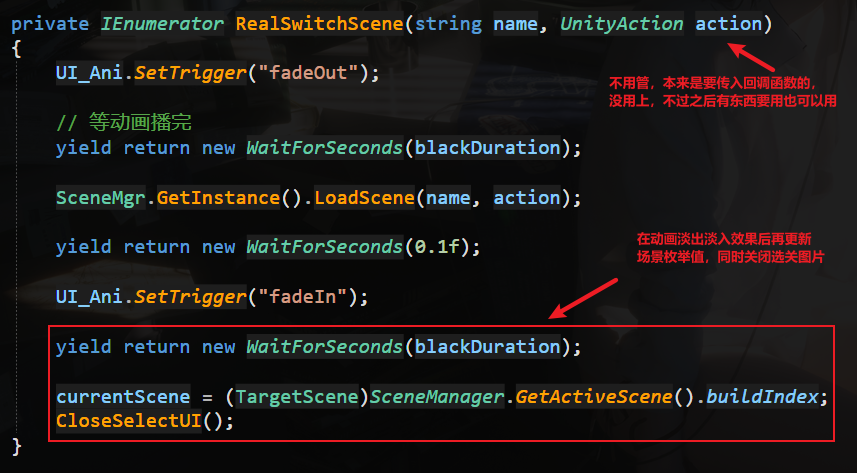 private IEnumerator RealSwitchScene(string name, UnityAction action)
{
UI_Ani.SetTrigger("fadeOut");
不用管，本来是要传入回调函数的，
没用上，不过之后有东西要用也可以用
// 等动画播完
yield return new WaitForSeconds(blackDuration);
SceneMgr.GetInstance().LoadScene(name, action);
yield return new WaitForSeconds(0.1f);
在动画淡出淡入效果后再更新
场景枚举值，同时关闭选关图片
UI_Ani.SetTrigger("fadeIn");
yield return new WaitForSeconds(blackDuration);
currentScene = (TargetScene)SceneManager.GetActiveScene().buildIndex;
CloseSelectUI();
}